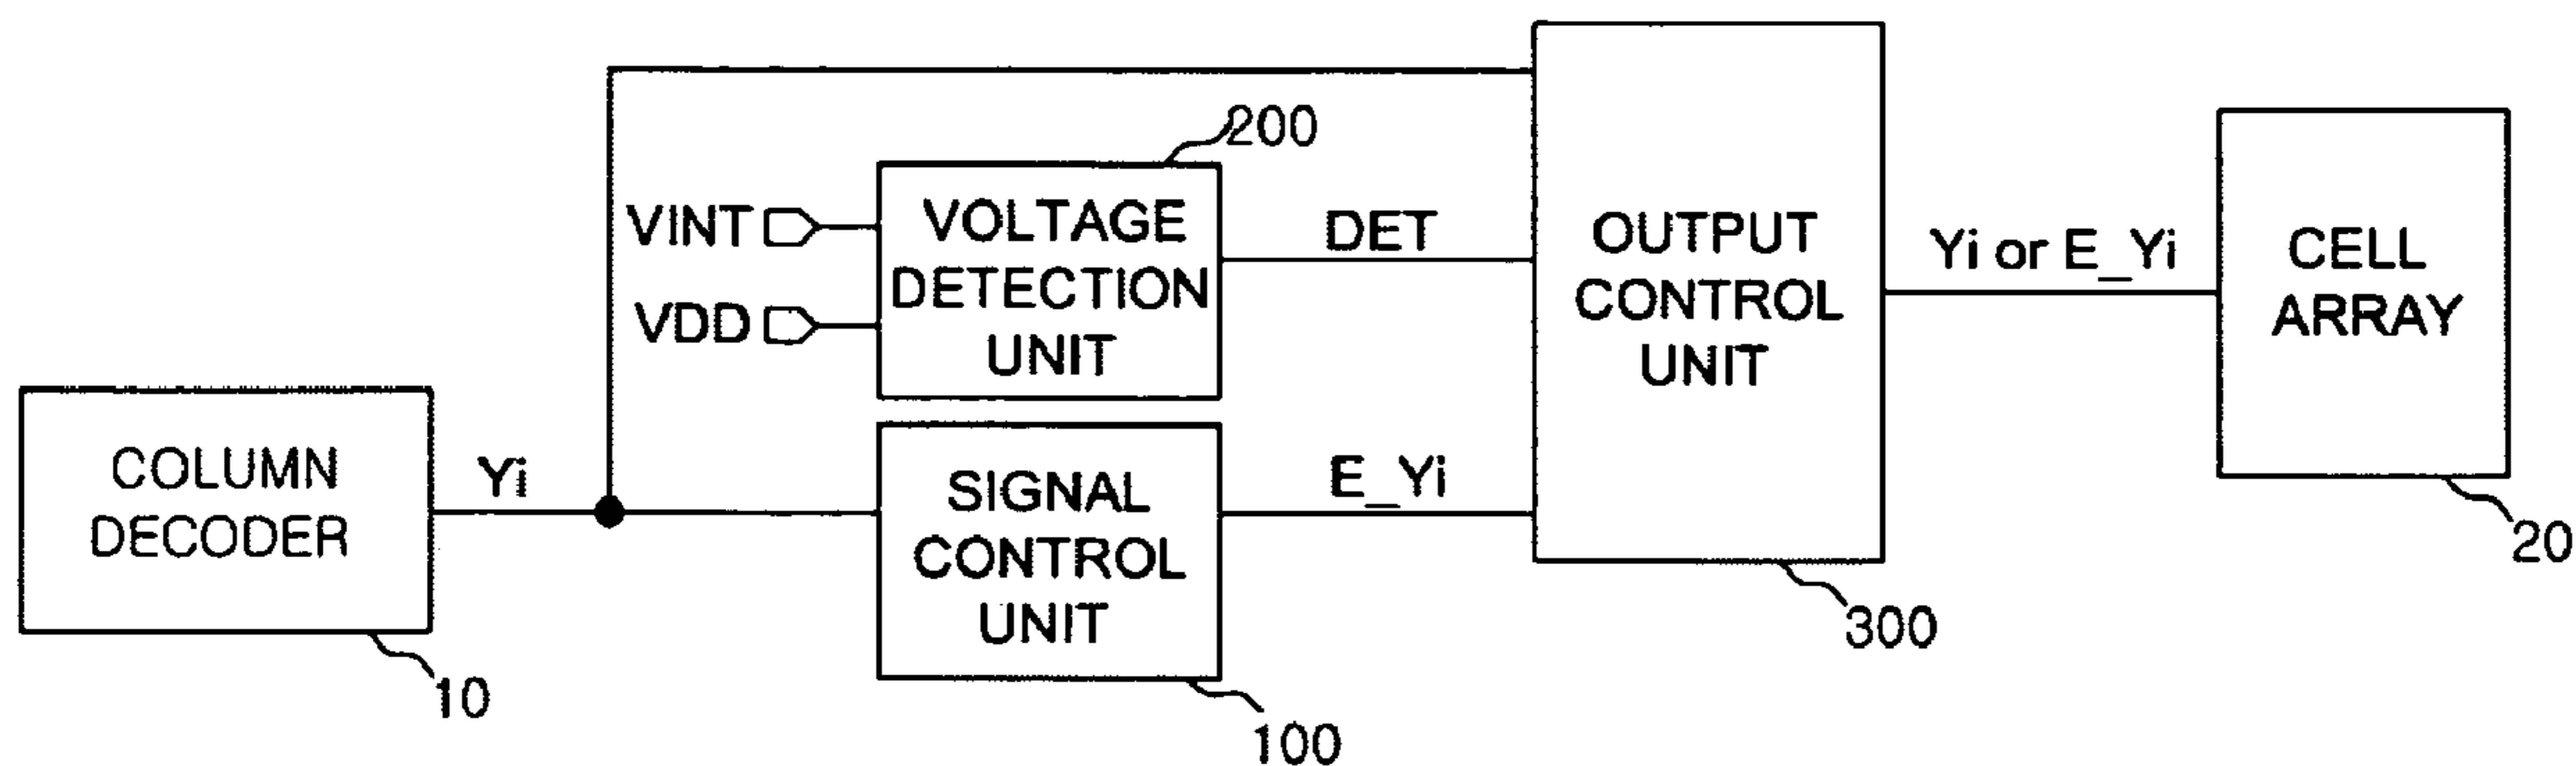 COLUMN
DECODER
10
Yi
VINT
VDD
200
VOLTAGE
DETECTION
UNIT
DET
SIGNAL
CONTROL
UNIT
100
E_Yi
OUTPUT
CONTROL
UNIT
300
Yi or E_Yi
CELL
ARRAY
20